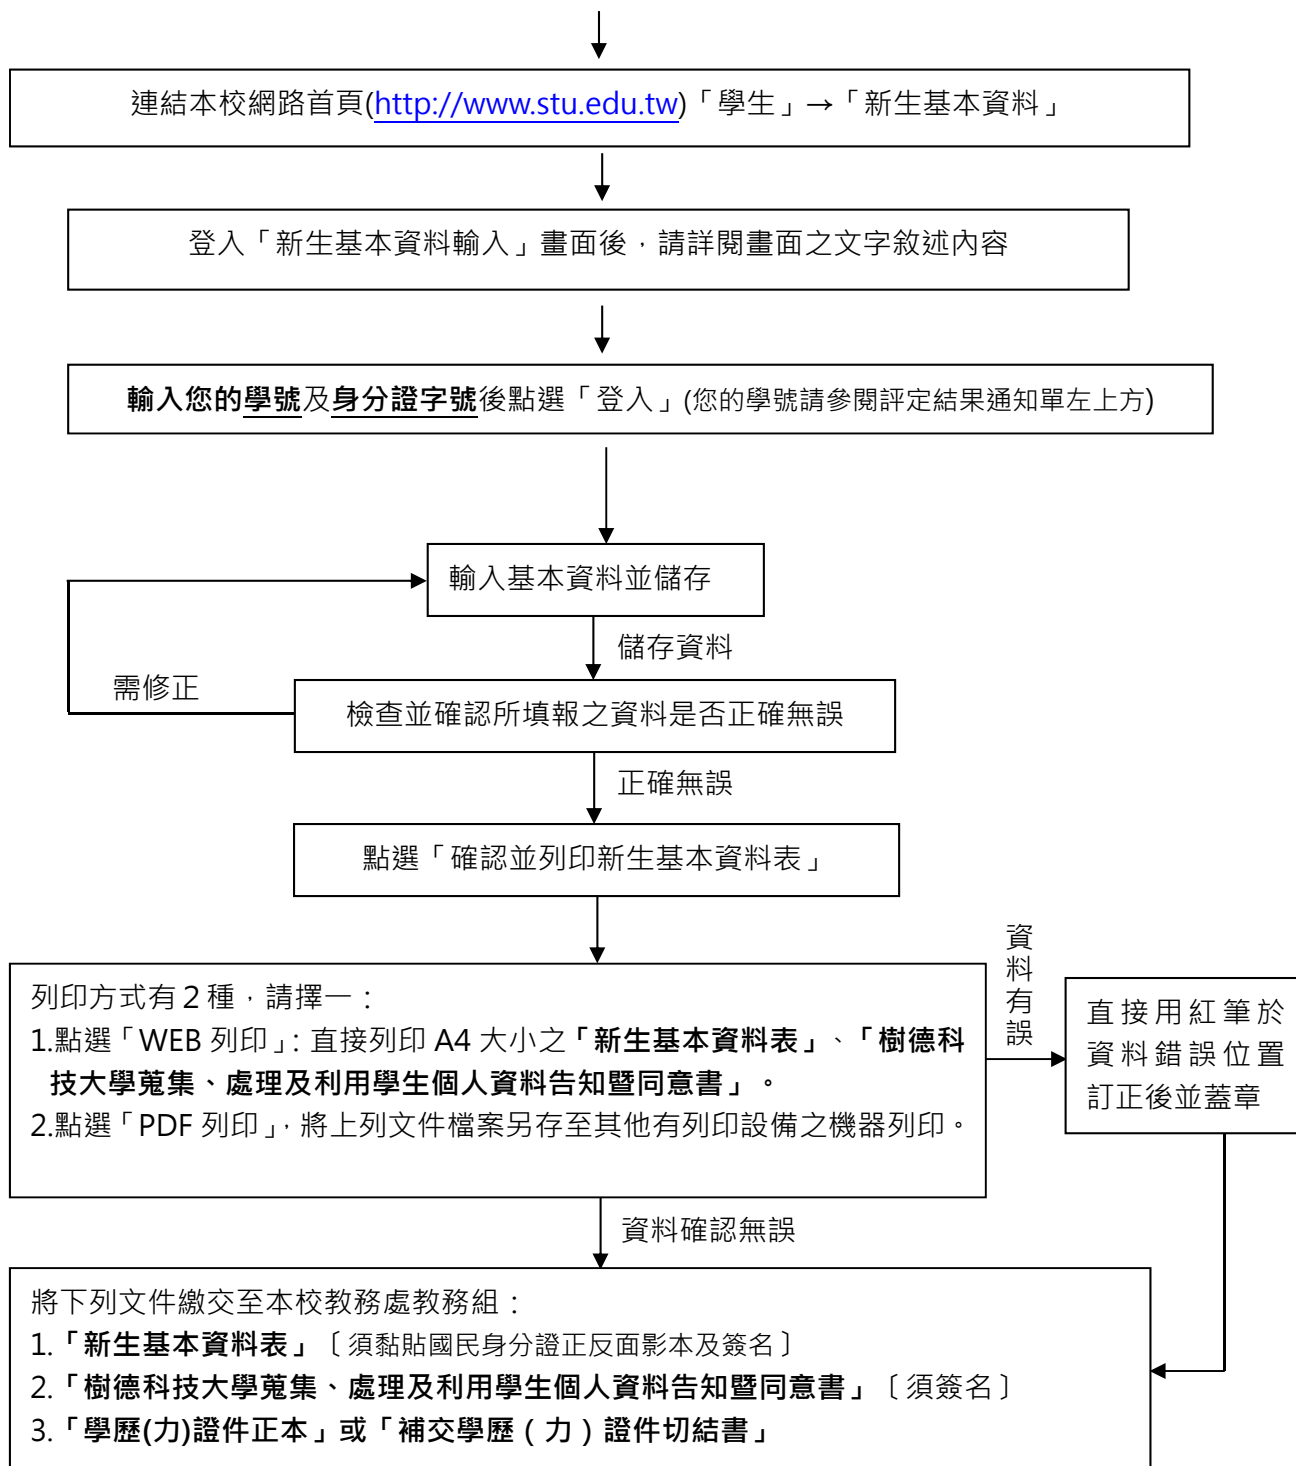 連結本校網路首頁(http://www.stu.edu.tw)「學生」→「新生基本資料」
登入「新生基本資料輸入」畫面後，請詳閱畫面之文字敘述內容
輸入您的學號及身分證字號後點選「登入」(您的學號請參閱評定結果通知單左上方)
輸入基本資料並儲存
儲存資料
需修正
檢查並確認所填報之資料是否正確無誤
正確無誤
點選「確認並列印新生基本資料表」
列印方式有2種，請擇一：
1.點選「WEB 列印」：直接列印 A4 大小之「新生基本資料表」、「樹德科
技大學蒐集、處理及利用學生個人資料告知暨同意書」。
2.點選「PDF 列印」，將上列文件檔案另存至其他有列印設備之機器列印。
資料有誤
直接用紅筆於
資料錯誤位置
訂正後並蓋章
資料確認無誤
將下列文件繳交至本校教務處教務組：
1.「新生基本資料表」〔須黏貼國民身分證正反面影本及簽名〕
2.「樹德科技大學蒐集、處理及利用學生個人資料告知暨同意書」〔須簽名〕
3.「學歷(力)證件正本」或「補交學歷（力）證件切結書」